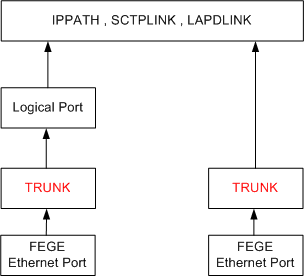 IPPATH , SCTPLINK , LAPDLINK
Logical Port
TRUNK
TRUNK
FEGE
Ethernet Port
FEGE
Ethernet Port